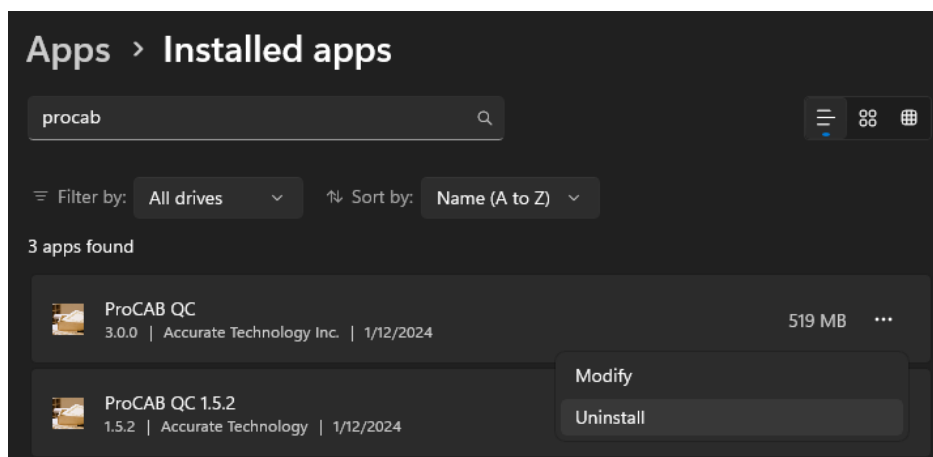 Apps > Installed apps
procab
Filter by: All drives Sort by: Name (A to Z)
3 apps found
ProCAB QC
3.0.0 | Accurate Technology Inc. | 1/12/2024
519 MB
Modify
Uninstall
ProCAB QC 1.5.2
1.5.2 | Accurate Technology | 1/12/2024